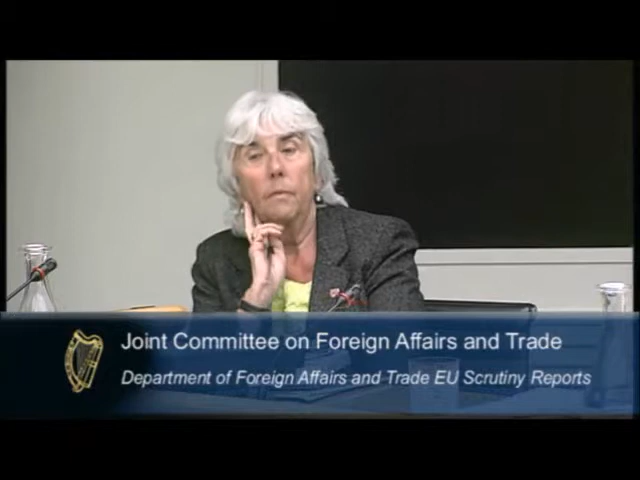 Joint Committee on Foreign Affairs and Trade
Department of Foreign Affairs and Trade EU Scrutiny Reports